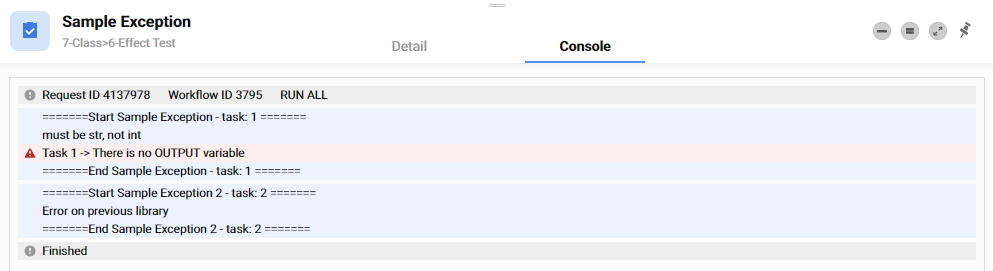 Sample Exception
7-Class>6-Effect Test
Detail
Console
Request ID 4137978 Workflow ID 3795 RUN ALL
=======Start Sample Exception - task: 1 =======
must be str, not int
Task 1 -> There is no OUTPUT variable
=======End Sample Exception - task: 1 =======
=======Start Sample Exception 2 - task: 2 =======
Error on previous library
=======End Sample Exception 2 - task: 2 =======
Finished